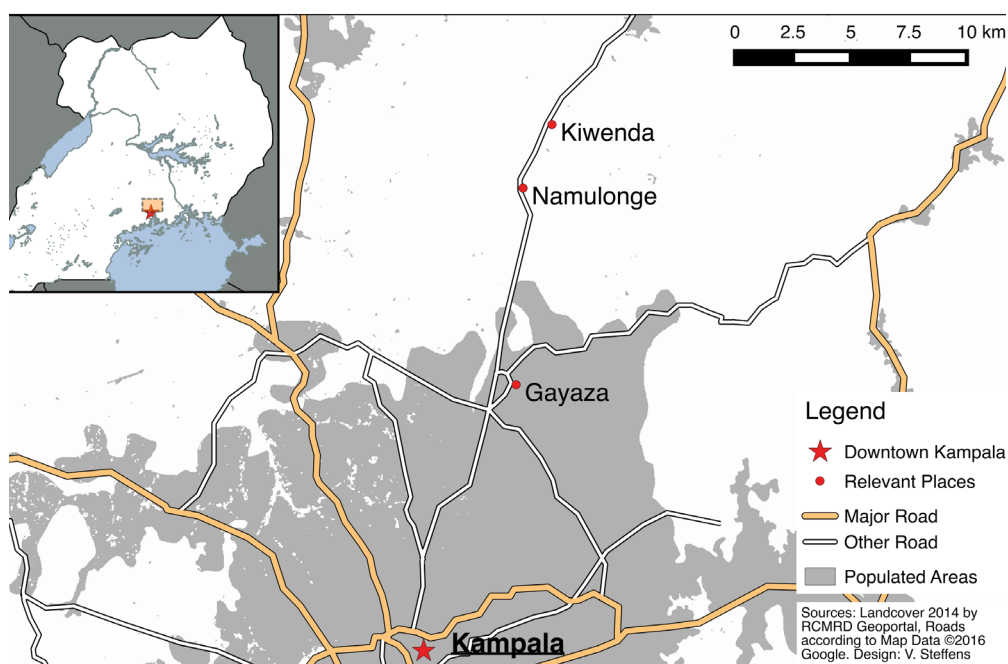 0 2.5 5 7.5 10 km
Kiwenda
Namulonge
Gayaza
Kampala
Legend
Downtown Kampala
Relevant Places
Major Road
Other Road
Populated Areas
Sources: Landcover 2014 by
RCMRD Geoportal, Roads
according to Map Data ©2016
Google. Design: V. Steffens